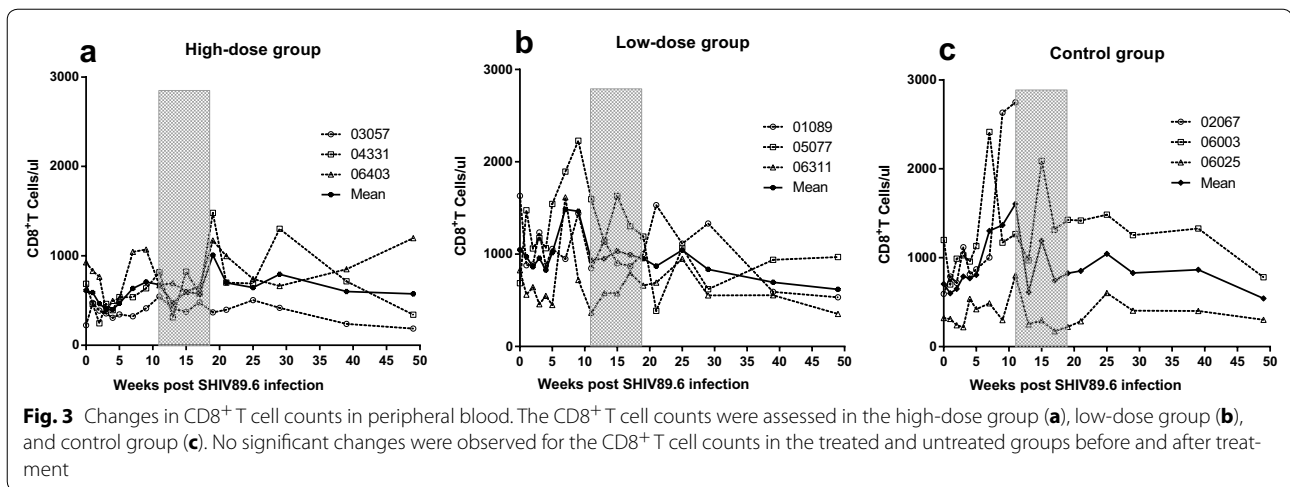 a
High-dose group
3000
2000
1000
0
CD8+T Cells/ul
03057
04331
06403
Mean
0 5 10 15 20 25 30 35 40 45 50
Weeks post SHIV89.6 infection
b
Low-dose group
3000
2000
1000
0
CD8+T Cells/ul
01089
05077
06311
Mean
0 5 10 15 20 25 30 35 40 45 50
Weeks post SHIV89.6 infection
c
Control group
3000
2000
1000
0
CD8+T Cells/ul
02067
06003
06025
Mean
0 5 10 15 20 25 30 35 40 45 50
Weeks post SHIV89.6 infection
Fig. 3 Changes in CD8+ T cell counts in peripheral blood. The CD8+ T cell counts were assessed in the high-dose group (a), low-dose group (b),
and control group (c). No significant changes were observed for the CD8+ T cell counts in the treated and untreated groups before and after treat-
ment